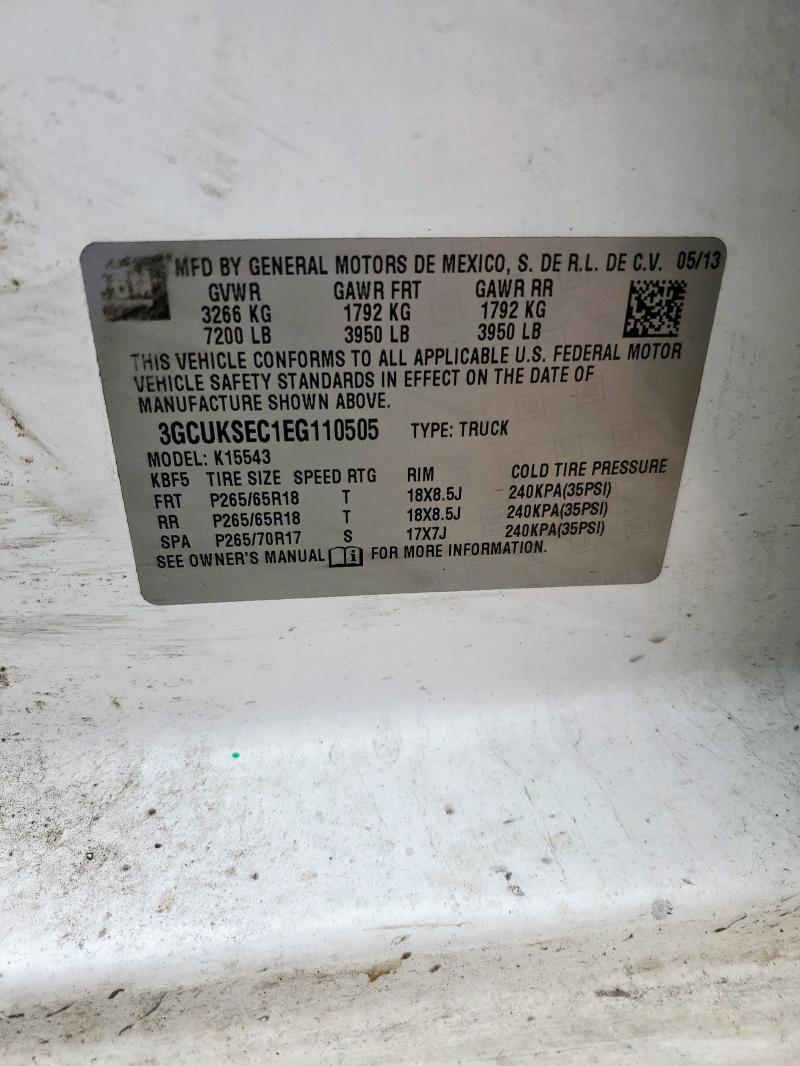 MFD BY GENERAL MOTORS DE MEXICO, S. DE R.L. DE C.V. 05/13
GVWR GAWR FRT GAWR RR
3266 KG 1792 KG 1792 KG
7200 LB 3950 LB 3950 LB
THIS VEHICLE CONFORMS TO ALL APPLICABLE U.S. FEDERAL MOTOR
VEHICLE SAFETY STANDARDS IN EFFECT ON THE DATE OF
MANUFACTURE SHOWN ABOVE.
3GCUKSEC1EG110505 TYPE: TRUCK
MODEL: K15543
KBF5 TIRE SIZE SPEED RTG RIM COLD TIRE PRESSURE
FRT P265/65R18 T 18X8.5J 240KPA(35PSI)
RR P265/65R18 T 18X8.5J 240KPA(35PSI)
SPA P265/70R17 S 17X7J 240KPA(35PSI)
SEE OWNER'S MANUAL i FOR MORE INFORMATION.